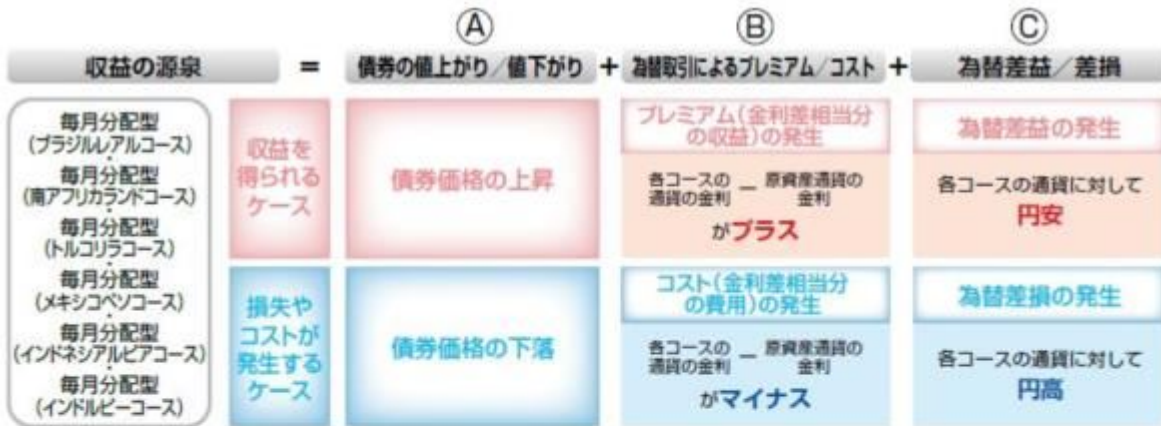 Ⓐ
Ⓑ
Ⓒ
収益の源泉 = 債券の値上がり/値下がり + 為替取引によるプレミアム/コスト + 為替差益/差損
毎月分配型
(ブラジルレアルコース)
・
毎月分配型
(南アフリカランドコース)
・
毎月分配型
(トルコリラコース)
・
毎月分配型
(メキシコペソコース)
・
毎月分配型
(インドネシアルピアコース)
・
毎月分配型
(インドルピーコース)
収益を
得られる
ケース
債券価格の上昇
プレミアム(金利差相当分
の収益)の発生
各コースの
通貨の金利
ー
原資産通貨の
金利
がプラス
為替差益の発生
各コースの通貨に対して
円安
損失や
コストが
発生する
ケース
債券価格の下落
コスト(金利差相当分
の費用)の発生
各コースの
通貨の金利
ー
原資産通貨の
金利
がマイナス
為替差損の発生
各コースの通貨に対して
円高